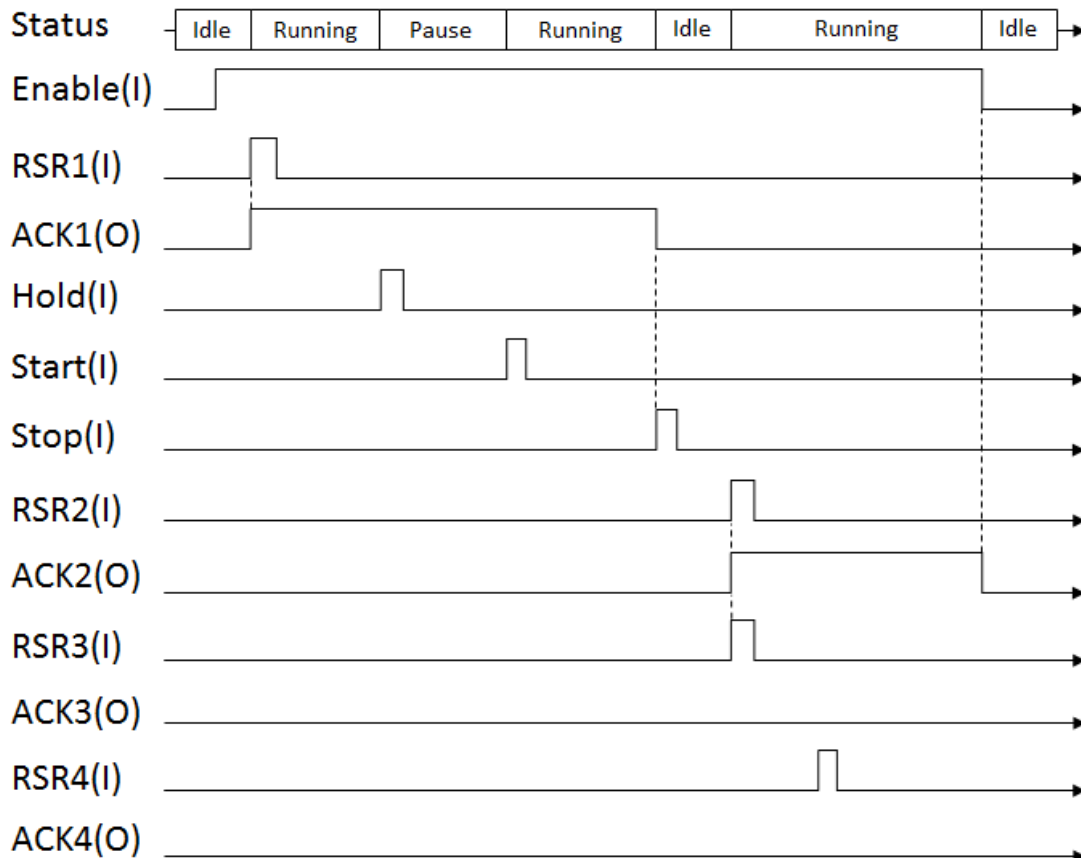 Status Idle Running Pause Running Idle Running Idle
Enable(I)
RSR1(I)
ACK1(O)
Hold(I)
Start(I)
Stop(I)
RSR2(I)
ACK2(O)
RSR3(I)
ACK3(O)
RSR4(I)
ACK4(O)